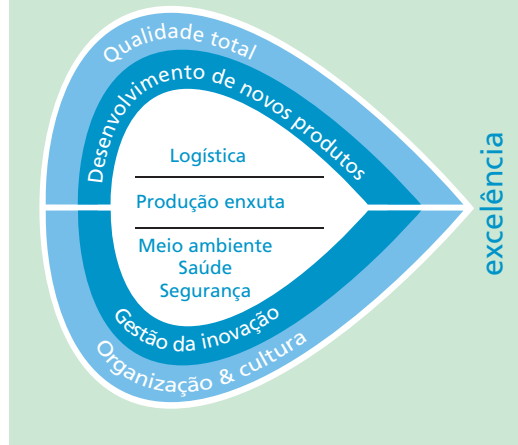 Qualidade total
Desenvolvimento de novos produtos
Logística
Produção enxuta
Meio ambiente
Saúde
Segurança
Gestão da inovação
Organização & cultura
excelência